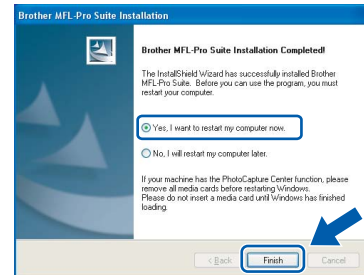 Brother MFL-Pro Suite Installation
Brother MFL-Pro Suite Installation Completed!
The InstallShield Wizard has successfully installed Brother
MFL-Pro Suite. Before you can use the program, you must
restart your computer.
Yes, I want to restart my computer now.
No, I will restart my computer later.
If your machine has the PhotoCapture Center function, please
remove all media cards before restarting Windows.
Please do not insert a media card until Windows has finished
loading.
< Back
Finish
Cancel